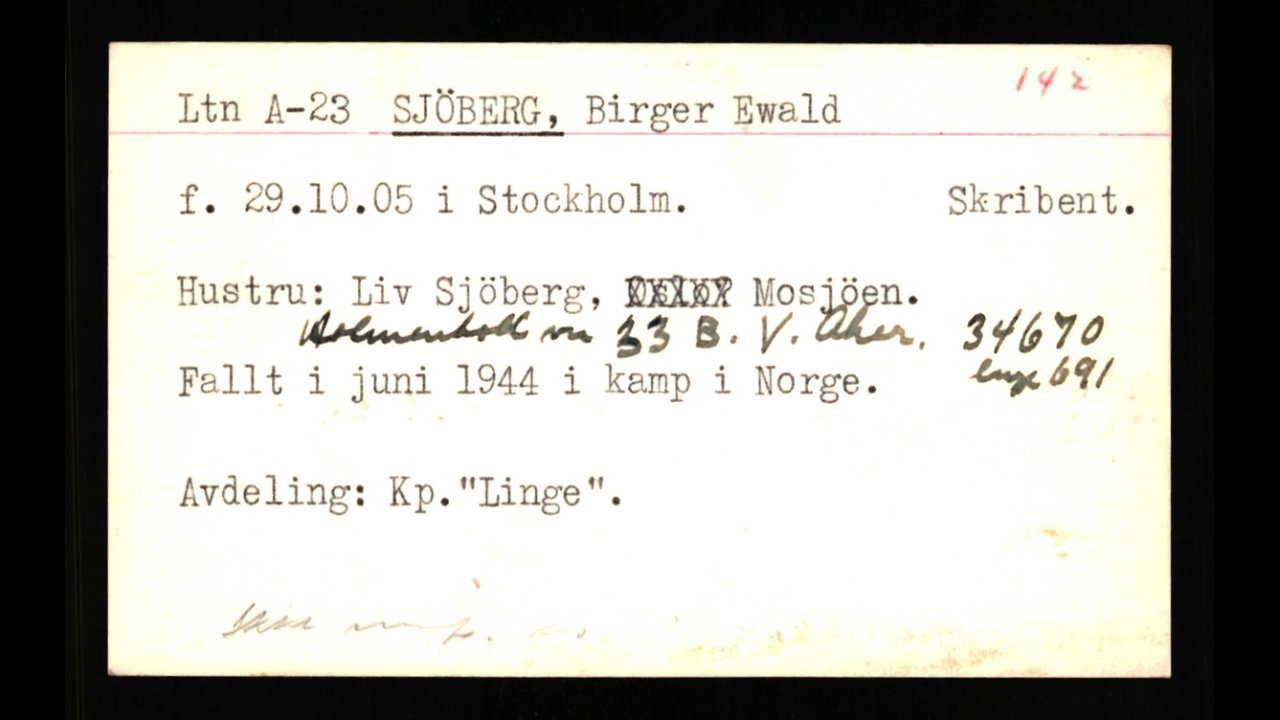 142
Ltn A-23 SJÖBERG, Birger Ewald
f. 29.10.05 i Stockholm. Skribent.
Hustru: Liv Sjöberg, Mosjöen.
33 B. V. Aker. 34670
Fallt i juni 1944 i kamp i Norge. 691
Avdeling: Kp."Linge".